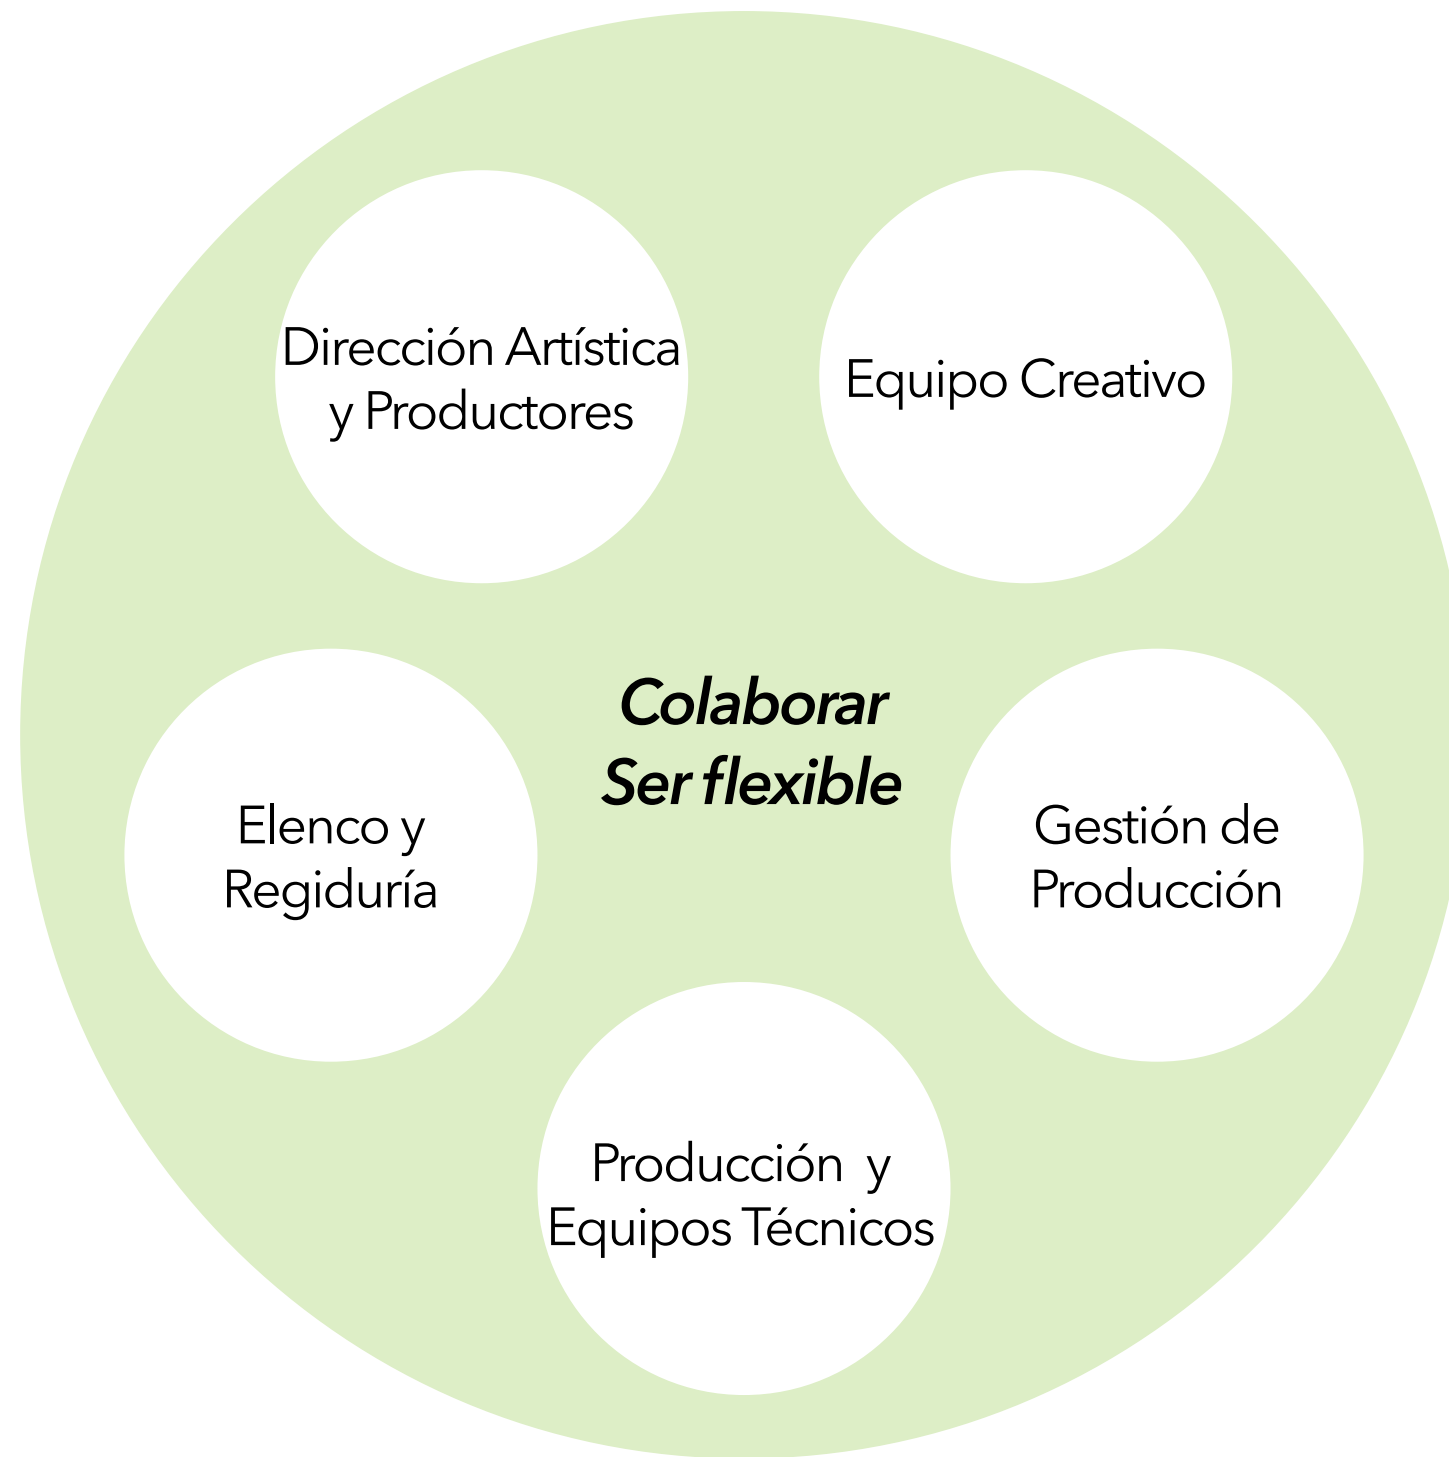 Dirección Artística
y Productores
Equipo Creativo
Colaborar
Ser flexible
Elenco y
Regiduría
Gestión de
Producción
Producción y
Equipos Técnicos